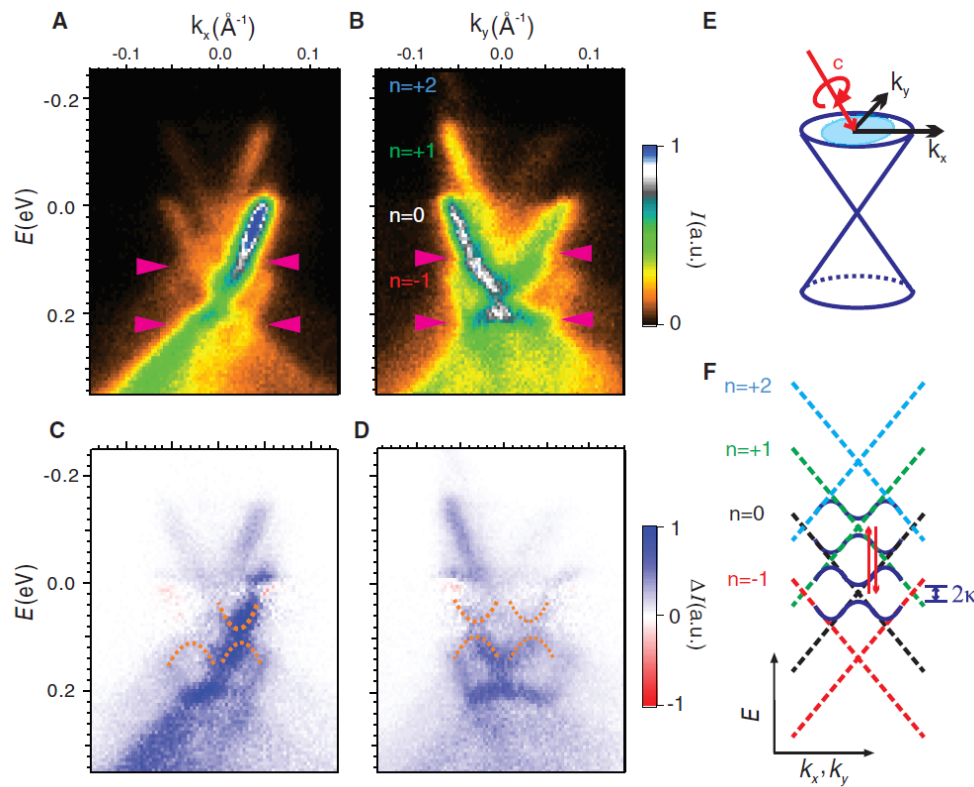 A
kx(Å-1)
-0.1 0.0 0.1
B
ky(Å-1)
-0.1 0.0 0.1
E(eV)
-0.2
0.0
0.2
n=+2
n=+1
n=0
n=-1
1
I(a.u.)
0
E
c
ky
kx
C
D
E(eV)
-0.2
0.0
0.2
1
0
ΔI(a.u.)
-1
F
n=+2
n=+1
n=0
n=-1
2κ
E
kx, ky